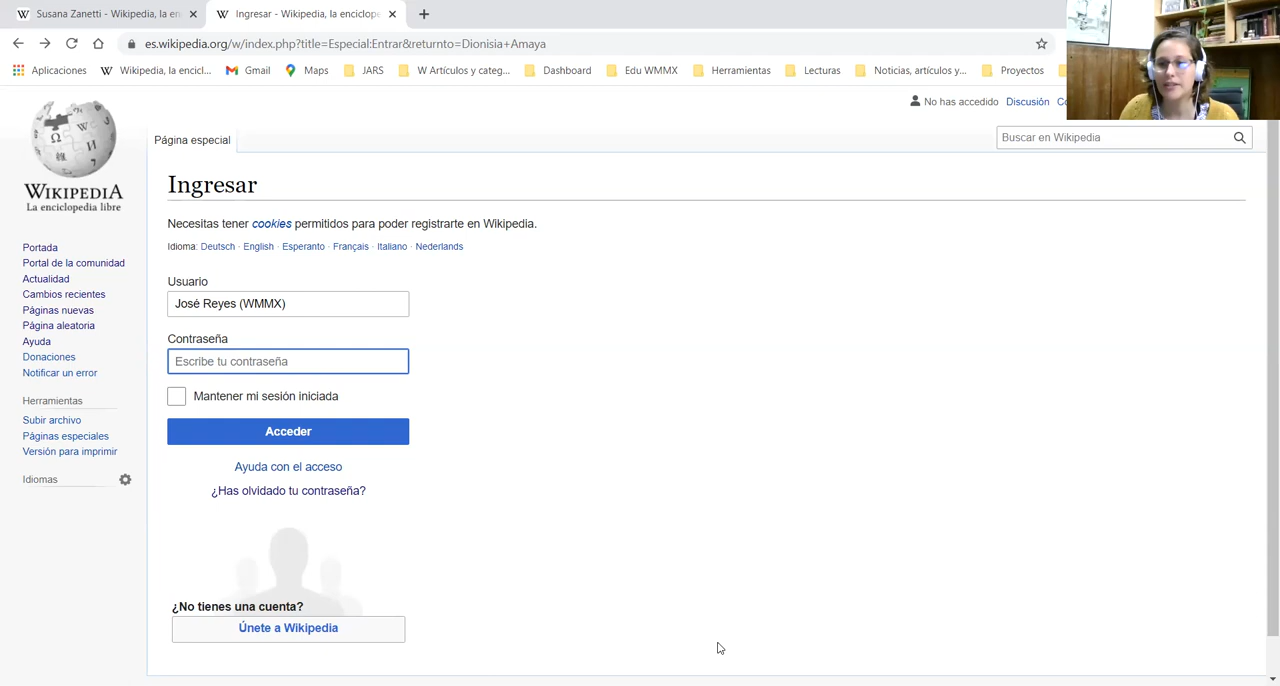 Susana Zanetti - Wikipedia, la en
Ingresar - Wikipedia, la enciclope
es.wikipedia.org/w/index.php?title=Especial:Entrar&returnto=Dionisia+Amaya
Aplicaciones
Wikipedia, la encicl...
Gmail
Maps
JARS
W Artículos y categ...
Dashboard
Edu WMMX
Herramientas
Lecturas
Noticias, artículos y...
Proyectos
No has accedido
Discusión
Buscar en Wikipedia
Página especial
WIKIPEDIA
La enciclopedia libre
Portada
Portal de la comunidad
Actualidad
Cambios recientes
Páginas nuevas
Página aleatoria
Ayuda
Donaciones
Notificar un error
Herramientas
Subir archivo
Páginas especiales
Versión para imprimir
Idiomas
Ingresar
Necesitas tener cookies permitidos para poder registrarte en Wikipedia.
Idioma: Deutsch · English · Esperanto · Français · Italiano · Nederlands
Usuario
José Reyes (WMMX)
Contraseña
Escribe tu contraseña
Mantener mi sesión iniciada
Acceder
Ayuda con el acceso
¿Has olvidado tu contraseña?
¿No tienes una cuenta?
Únete a Wikipedia